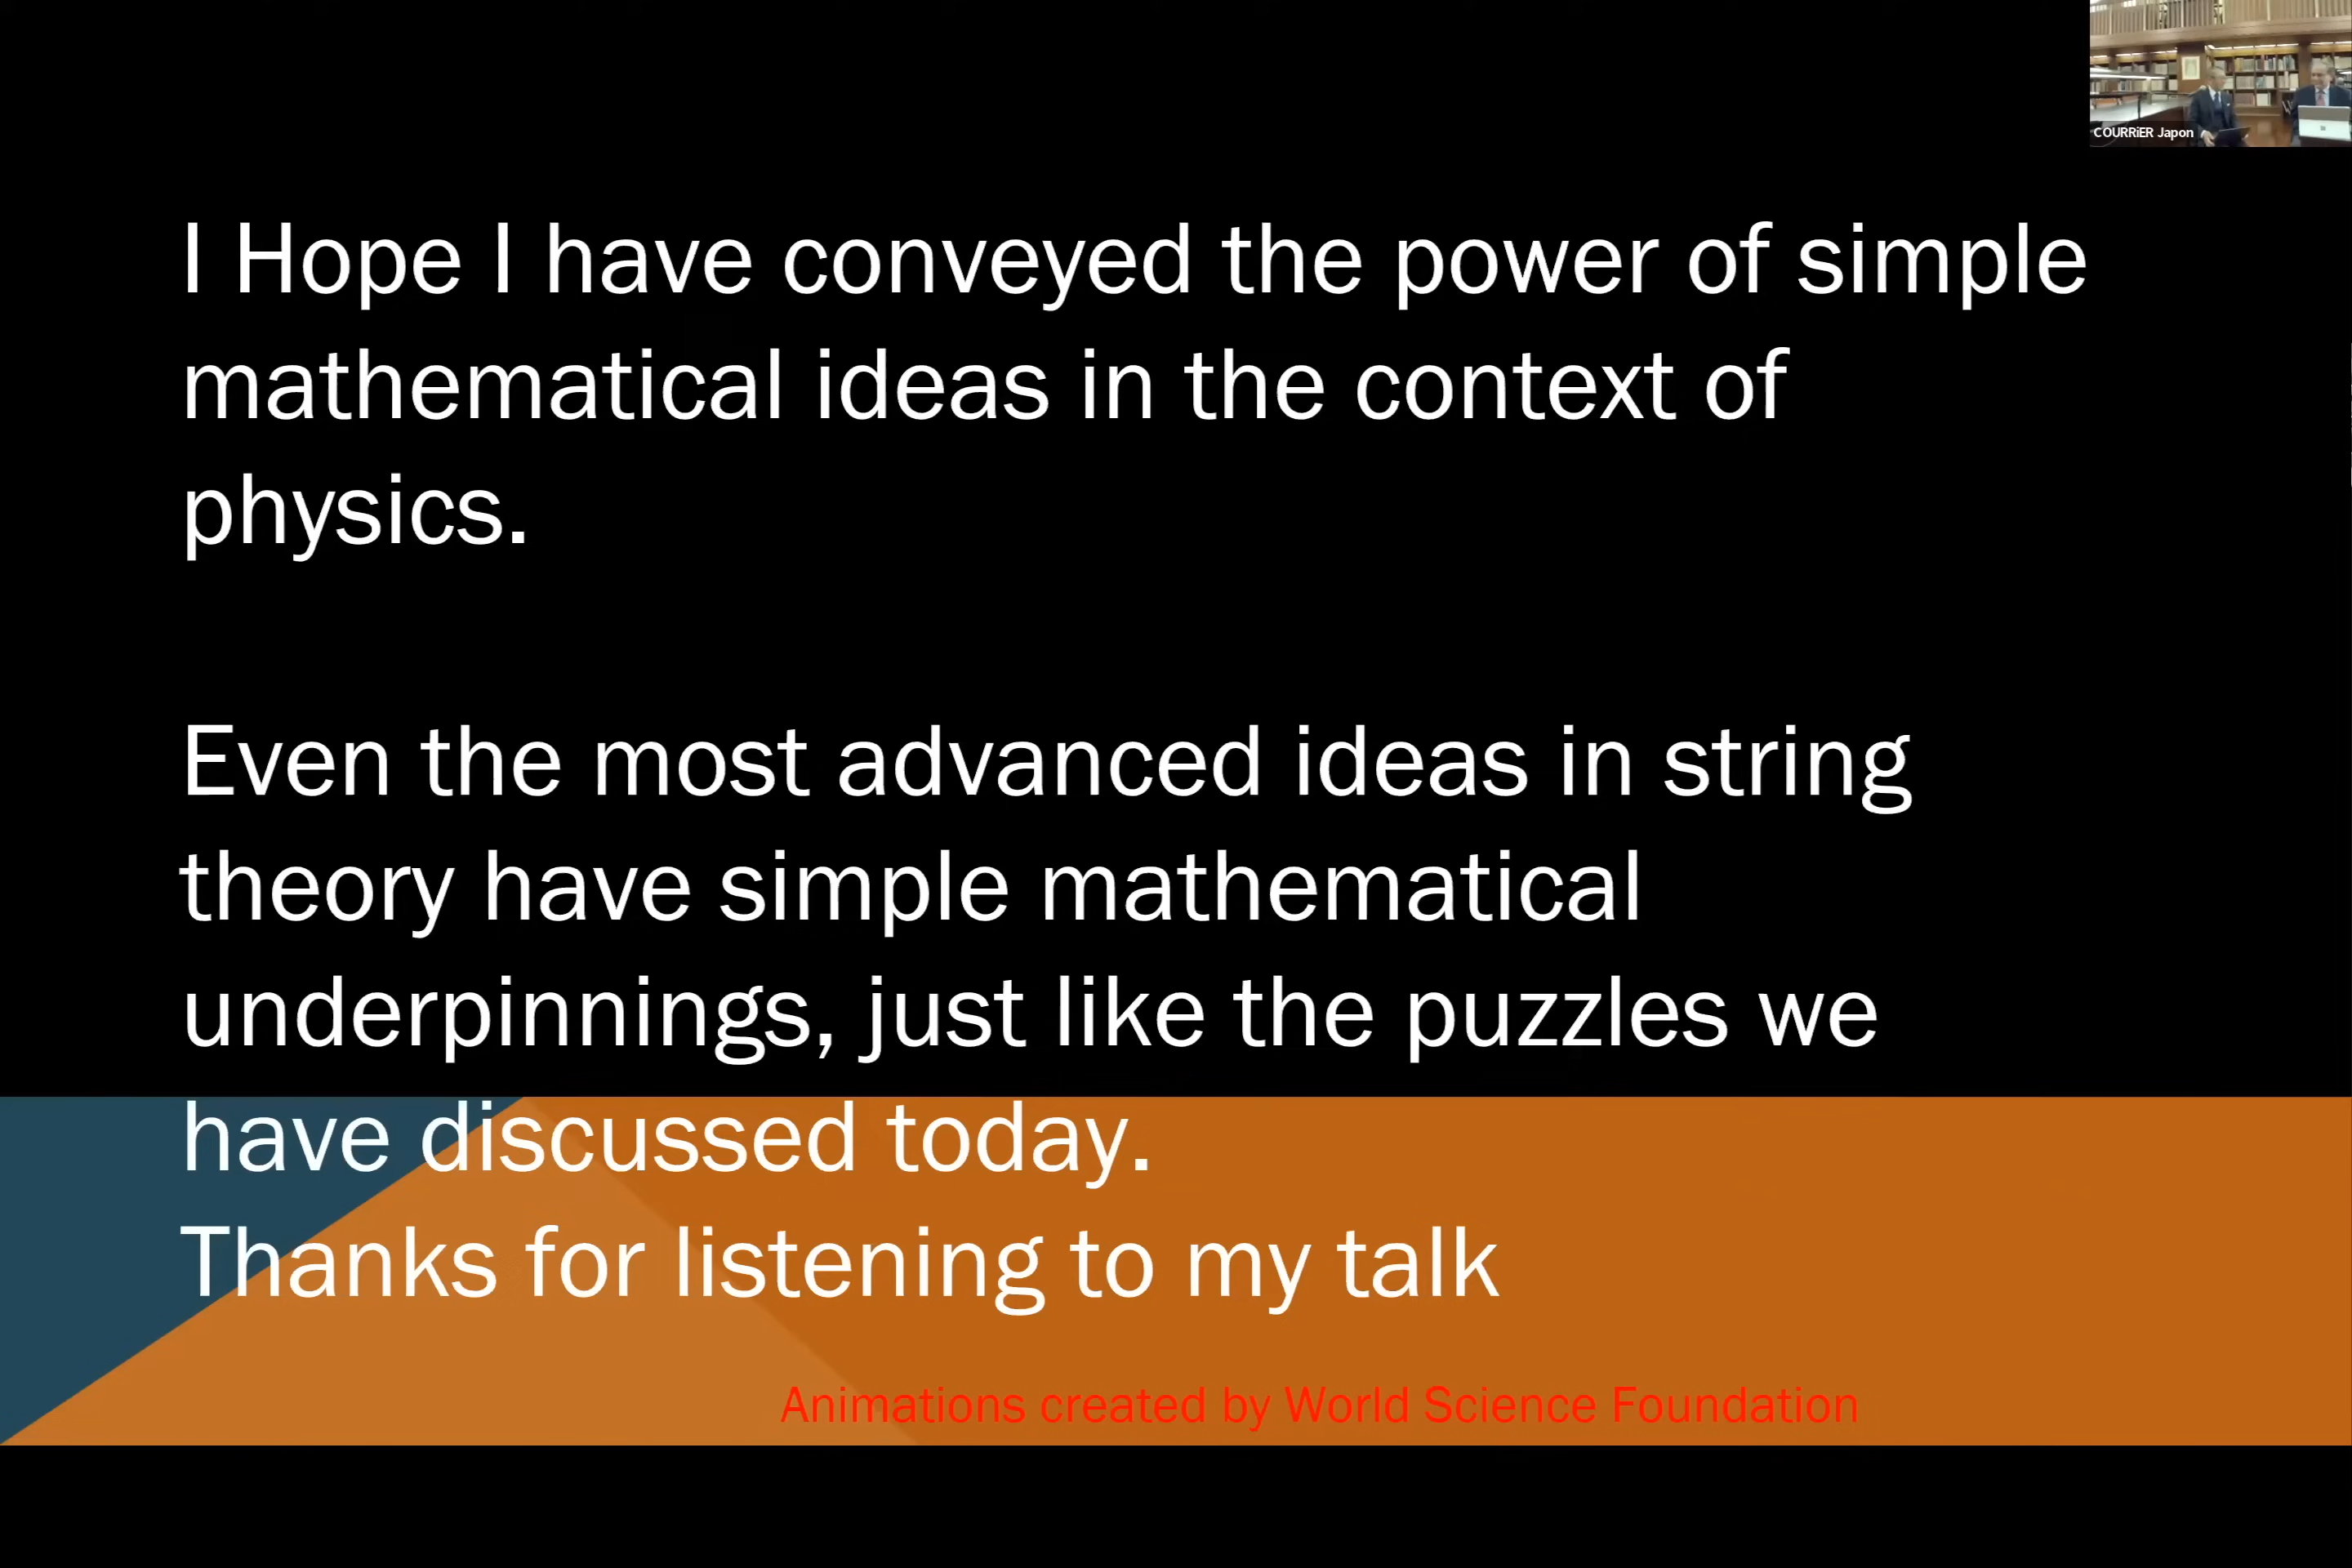 COURRiER Japon
I Hope I have conveyed the power of simple
mathematical ideas in the context of
physics.
Even the most advanced ideas in string
theory have simple mathematical
underpinnings, just like the puzzles we
have discussed today.
Thanks for listening to my talk
Animations created by World Science Foundation